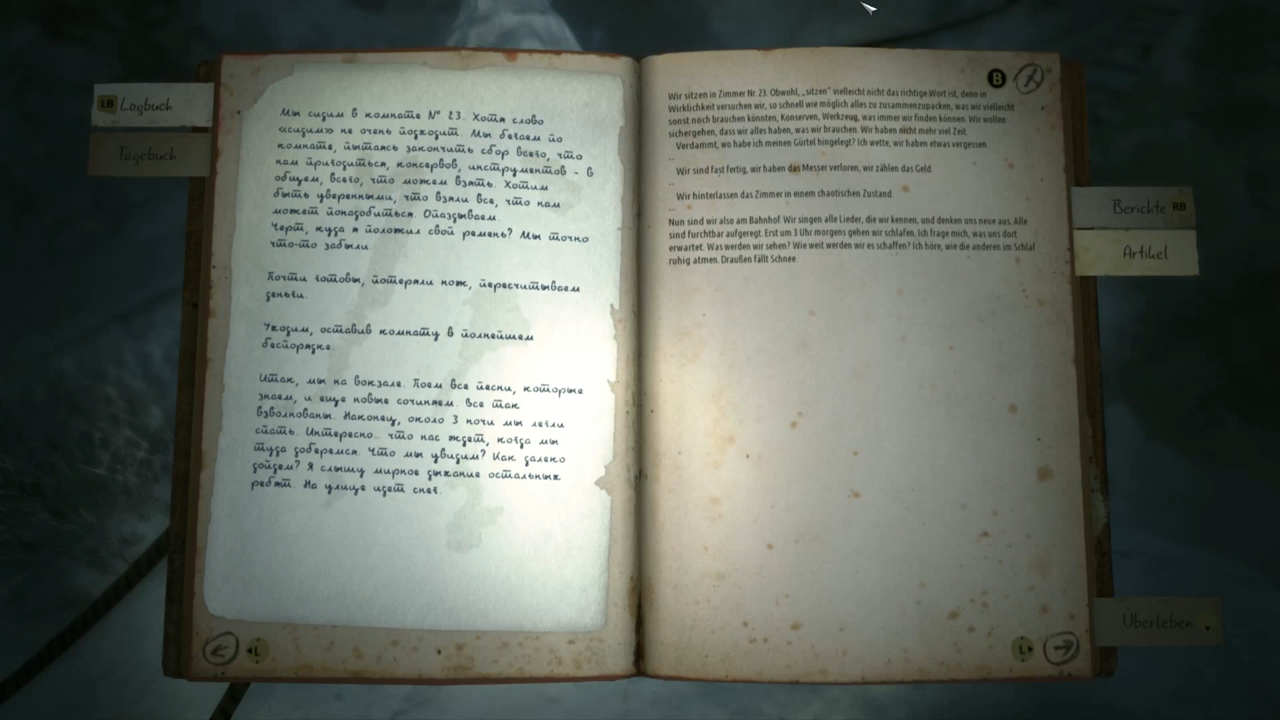 LB Logbuch
Tagebuch
Мы сидим в комнате № 23. Хотя слово
«сидим» не очень подходит. Мы бегаем по
комнате, пытаясь закончить сбор всего, что
нам пригодиться, консервов, инструментов - в
общем, всего, что можем взять. Хотим
быть уверенными, что взяли все, что нам
может понадобиться. Опаздываем.
Черт, куда я положил свой ремень? Мы точно
что-то забыли
Почти готовы, потеряли нож, пересчитываем
деньги.
Уходим, оставив комнату в полнейшем
беспорядке.
Итак, мы на вокзале. Поем все песни, которые
знаем, и еще новые сочиняем. Все так
взволнованы. Наконец, около 3 ночи мы легли
спать. Интересно... что нас ждет, когда мы
туда доберемся. Что мы увидим? Как далеко
дойдем? Я слышу мирное дыхание остальных
ребят. На улице идет снег.
L
B
Wir sitzen in Zimmer Nr. 23. Obwohl, „sitzen" vielleicht nicht das richtige Wort ist, denn in
Wirklichkeit versuchen wir, so schnell wie möglich alles zu zusammenzupacken, was wir vielleicht
sonst noch brauchen könnten, Konserven, Werkzeug, was immer wir finden können. Wir wollen
sichergehen, dass wir alles haben, was wir brauchen. Wir haben nicht mehr viel Zeit.
Verdammt, wo habe ich meinen Gürtel hingelegt? Ich wette, wir haben etwas vergessen
..
Wir sind fast fertig, wir haben das Messer verloren, wir zählen das Geld.
..
Wir hinterlassen das Zimmer in einem chaotischen Zustand.
..
Nun sind wir also am Bahnhof. Wir singen alle Lieder, die wir kennen, und denken uns neue aus. Alle
sind furchtbar aufgeregt. Erst um 3 Uhr morgens gehen wir schlafen. Ich frage mich, was uns dort
erwartet. Was werden wir sehen? Wie weit werden wir es schaffen? Ich höre, wie die anderen im Schlaf
ruhig atmen. Draußen fällt Schnee.
Berichte RB
Artikel
Überleben
L